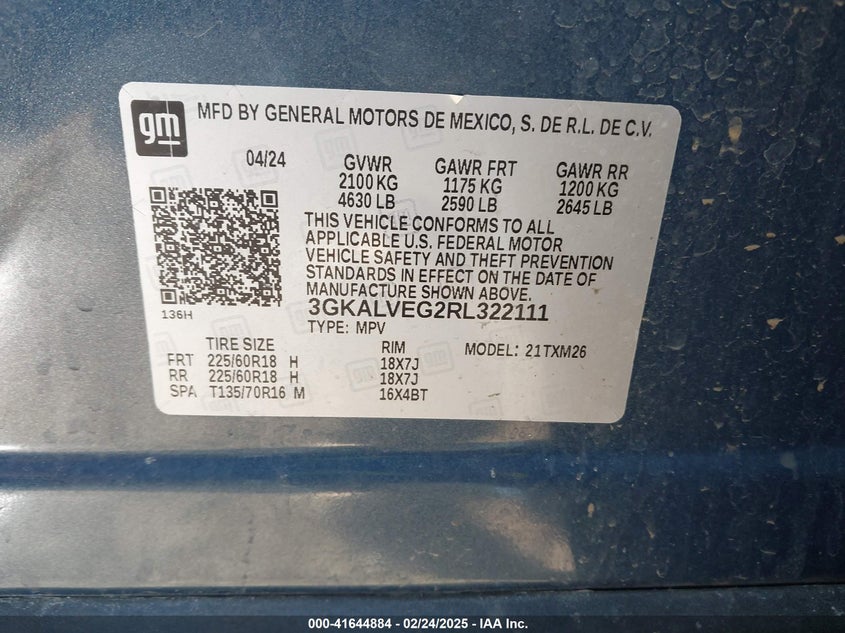 gm
MFD BY GENERAL MOTORS DE MEXICO, S. DE R.L. DE C.V.
04/24 GVWR GAWR FRT GAWR RR
2100 KG 1175 KG 1200 KG
4630 LB 2590 LB 2645 LB
THIS VEHICLE CONFORMS TO ALL
APPLICABLE U.S. FEDERAL MOTOR
VEHICLE SAFETY AND THEFT PREVENTION
STANDARDS IN EFFECT ON THE DATE OF
MANUFACTURE SHOWN ABOVE.
136H 3GKALVEG2RL322111
TYPE: MPV
TIRE SIZE RIM MODEL: 21TXM26
FRT 225/60R18 H 18X7J
RR 225/60R18 H 18X7J
SPA T135/70R16 M 16X4BT
000-41644884 - 02/24/2025 - IAA Inc.